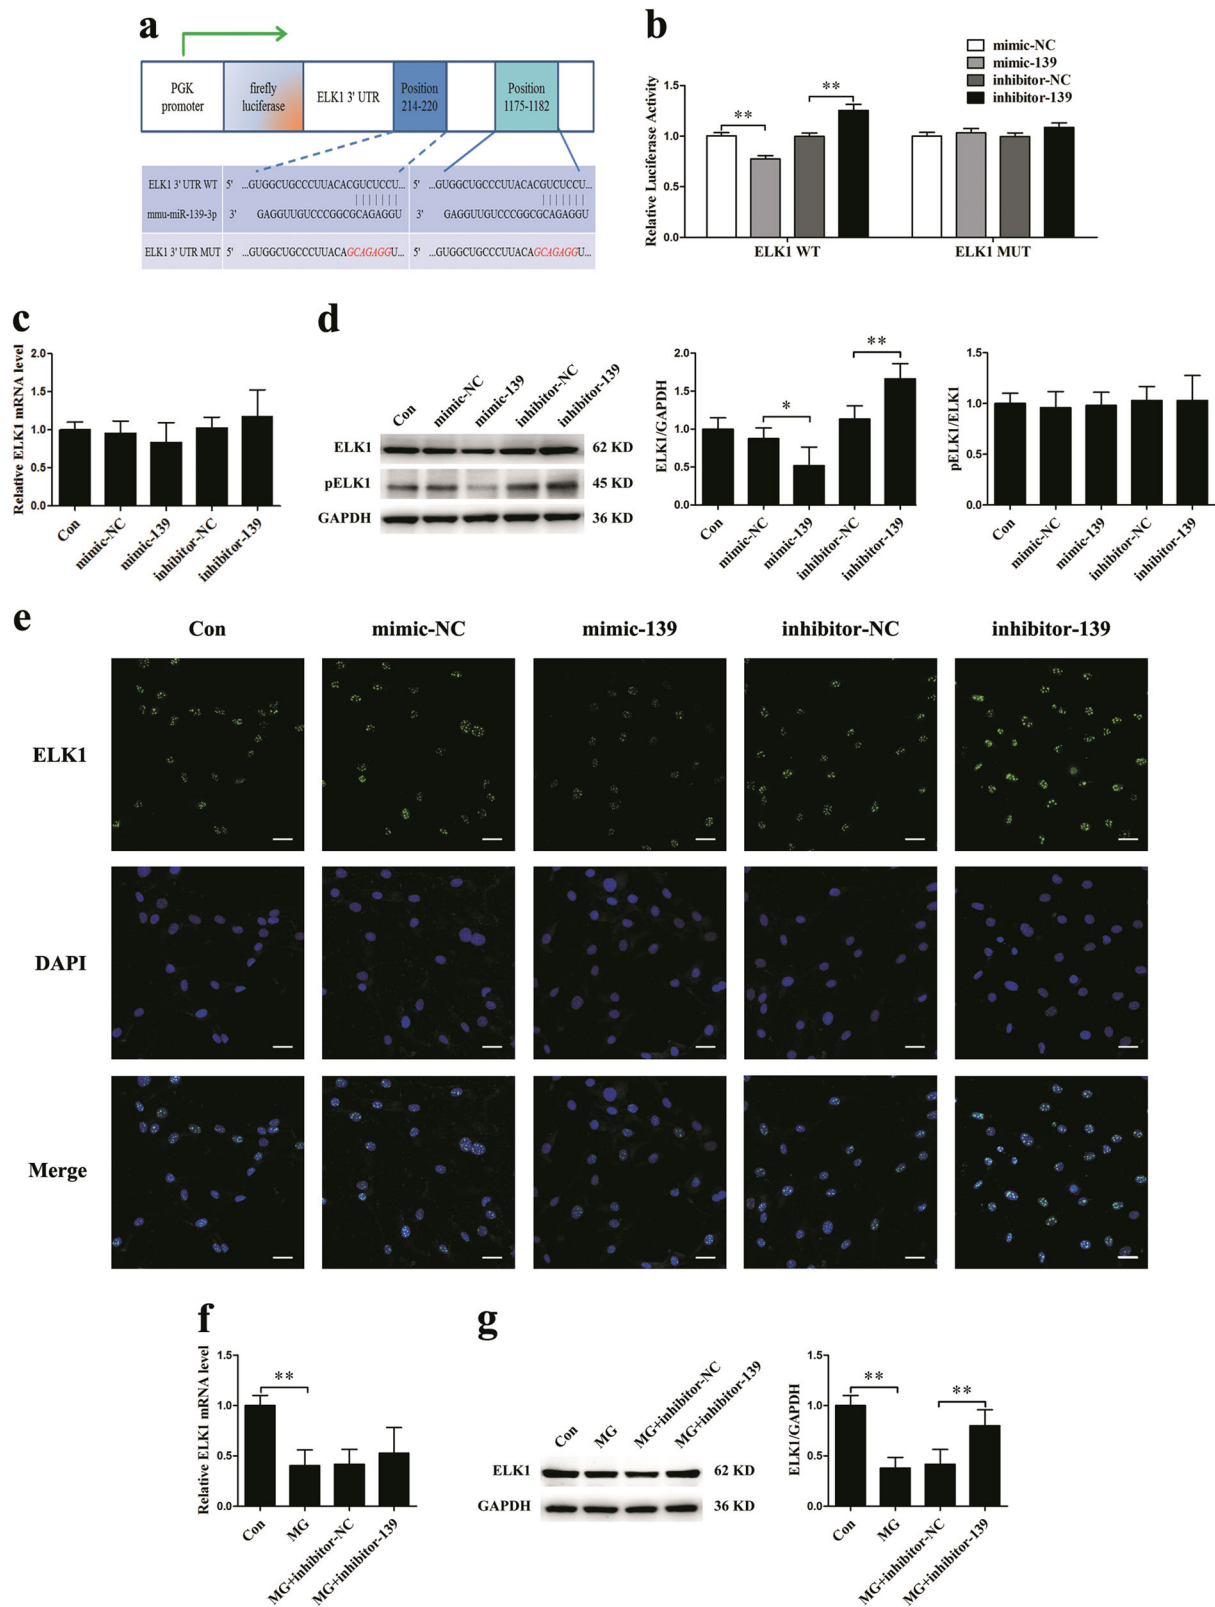 a
PGK promoter
firefly luciferase
ELK1 3' UTR
Position 214-220
Position 1175-1182
ELK1 3' UTR WT 5' ...GUGGCUGCCCUUACACGUCUCCU... ...GUGGCUGCCCUUACACGUCUCCU...
mmu-miR-139-3p 3' GAGGUUGUCCCGGCGCAGAGGU 3' GAGGUUGUCCCGGCGCAGAGGU
ELK1 3' UTR MUT 5' ...GUGGCUGCCCUUACAGCAGAGGU... 5' ...GUGGCUGCCCUUACAGCAGAGGU...
b
mimic-NC
mimic-139
inhibitor-NC
inhibitor-139
Relative Luciferase Activity
1.5
1.0
0.5
0.0
**
**
ELK1 WT
ELK1 MUT
c
Relative ELK1 mRNA level
2.0
1.5
1.0
0.5
0.0
Con
mimic-NC
mimic-139
inhibitor-NC
inhibitor-139
d
Con
mimic-NC
mimic-139
inhibitor-NC
inhibitor-139
ELK1 62 KD
pELK1 45 KD
GAPDH 36 KD
ELK1/GAPDH
2.0
1.5
1.0
0.5
0.0
*
**
Con
mimic-NC
mimic-139
inhibitor-NC
inhibitor-139
pELK1/ELK1
1.5
1.0
0.5
0.0
Con
mimic-NC
mimic-139
inhibitor-NC
inhibitor-139
e
Con mimic-NC mimic-139 inhibitor-NC inhibitor-139
ELK1
DAPI
Merge
f
Relative ELK1 mRNA level
1.5
1.0
0.5
0.0
**
Con
MG
MG+inhibitor-NC
MG+inhibitor-139
g
Con
MG
MG+inhibitor-NC
MG+inhibitor-139
ELK1 62 KD
GAPDH 36 KD
ELK1/GAPDH
1.5
1.0
0.5
0.0
**
**
Con
MG
MG+inhibitor-NC
MG+inhibitor-139